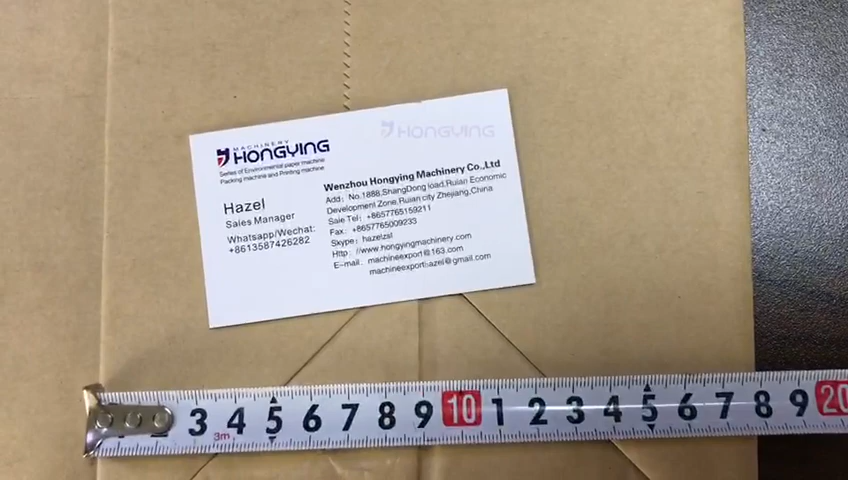 MACHINERY
HONGYING
Series of Environmental paper machine
Packing machine and Printing machine
HONGYING
Hazel
Sales Manager
Whatsapp/Wechat:
+8613587426282
Wenzhou Hongying Machinery Co.,Ltd
Add: No.1888,ShangDong load,Ruian Economic
Development Zone,Ruian city Zhejiang,China
Sale Tel: +8657765159211
Fax: +8657765009233
Skype: hazelzsl
Http: //www.hongyingmachinery.com
E-mail: machineexport@163.com
machineexporthazel@gmail.com
3 4 5 6 7 8 9 10 1 2 3 4 5 6 7 8 9 20
3m